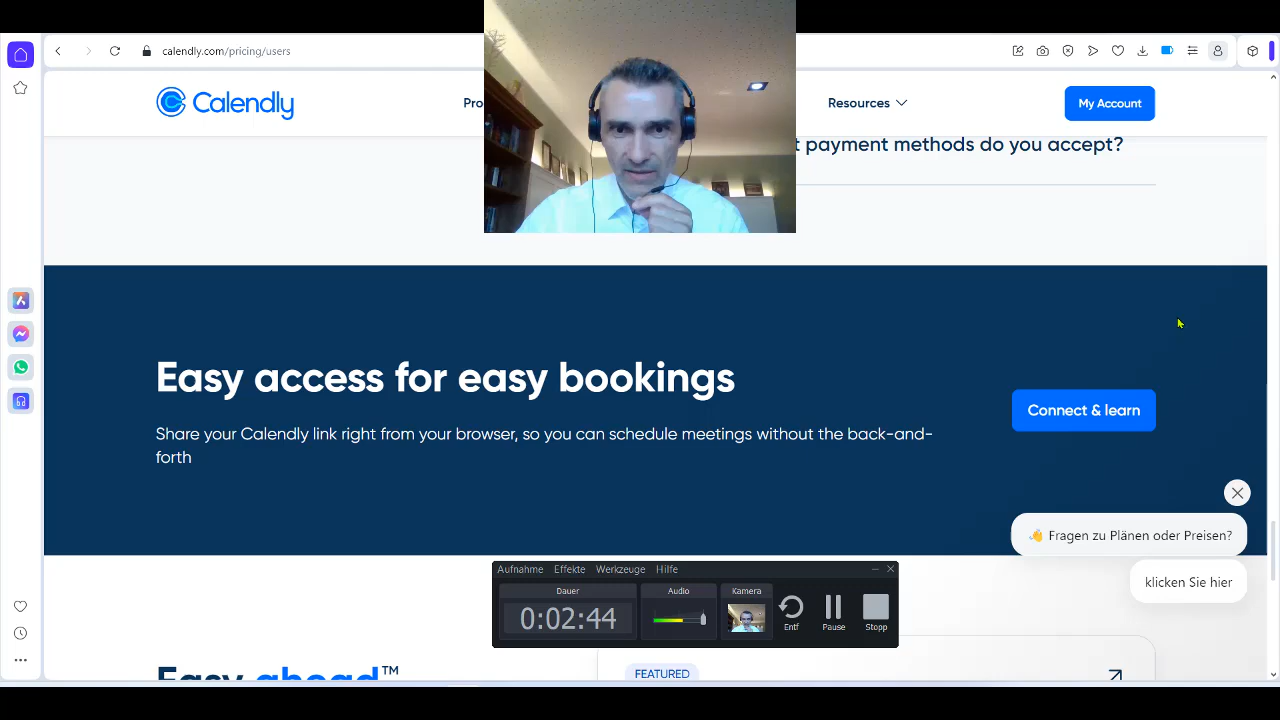 calendly.com/pricing/users
Calendly
Resources
My Account
payment methods do you accept?
Easy access for easy bookings
Share your Calendly link right from your browser, so you can schedule meetings without the back-and-
forth
Connect & learn
👋 Fragen zu Plänen oder Preisen?
klicken Sie hier
Aufnahme Effekte Werkzeuge Hilfe
Dauer
Audio
Kamera
0:02:44
Entf
Pause
Stopp
FEATURED
Easy ahead™